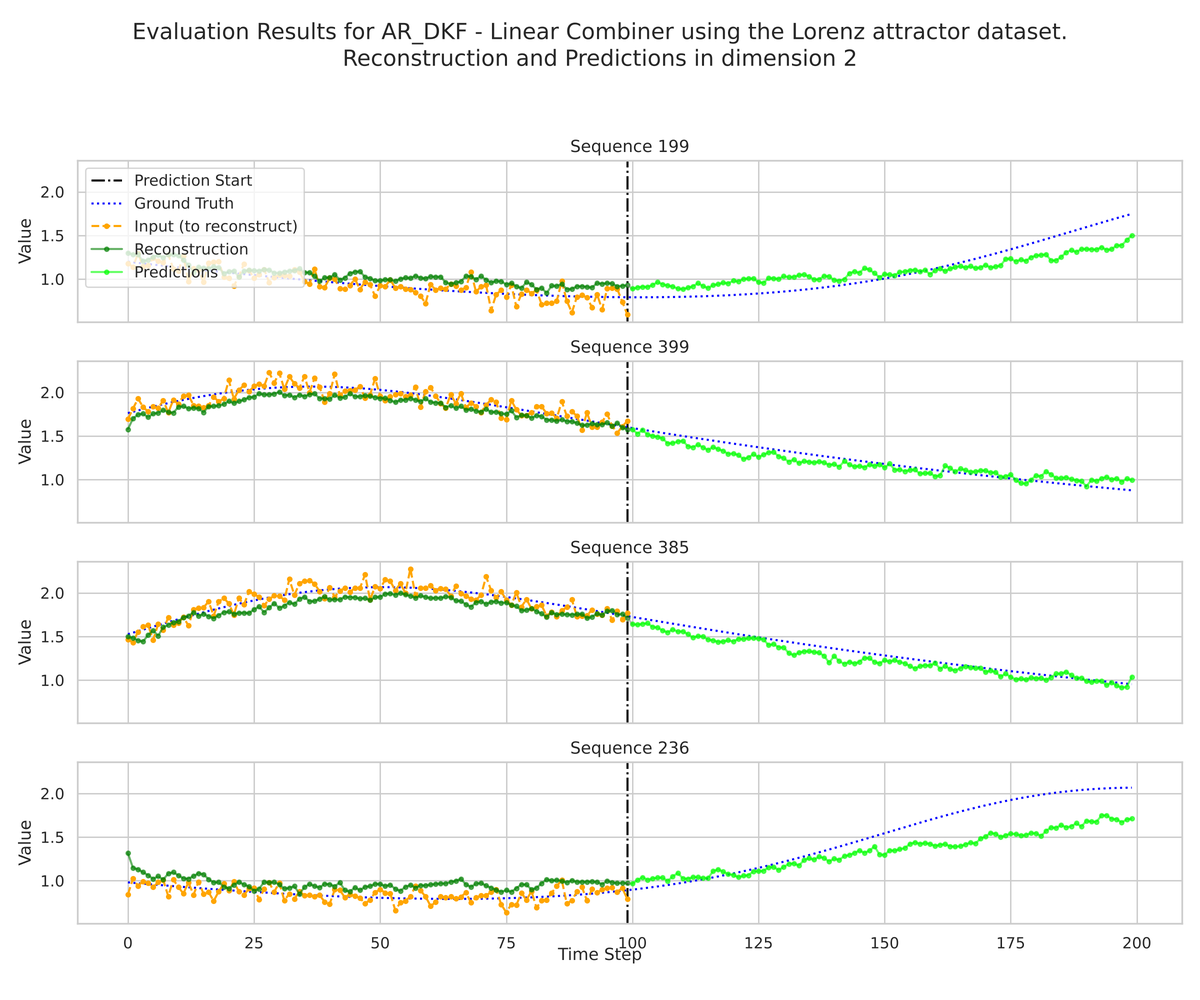 Evaluation Results for AR_DKF - Linear Combiner using the Lorenz attractor dataset.
Reconstruction and Predictions in dimension 2
Sequence 199
Value
2.0
1.5
1.0
Prediction Start
Ground Truth
Input (to reconstruct)
Reconstruction
Predictions
Sequence 399
Value
2.0
1.5
1.0
Sequence 385
Value
2.0
1.5
1.0
Sequence 236
Value
2.0
1.5
1.0
0 25 50 75 100 125 150 175 200
Time Step